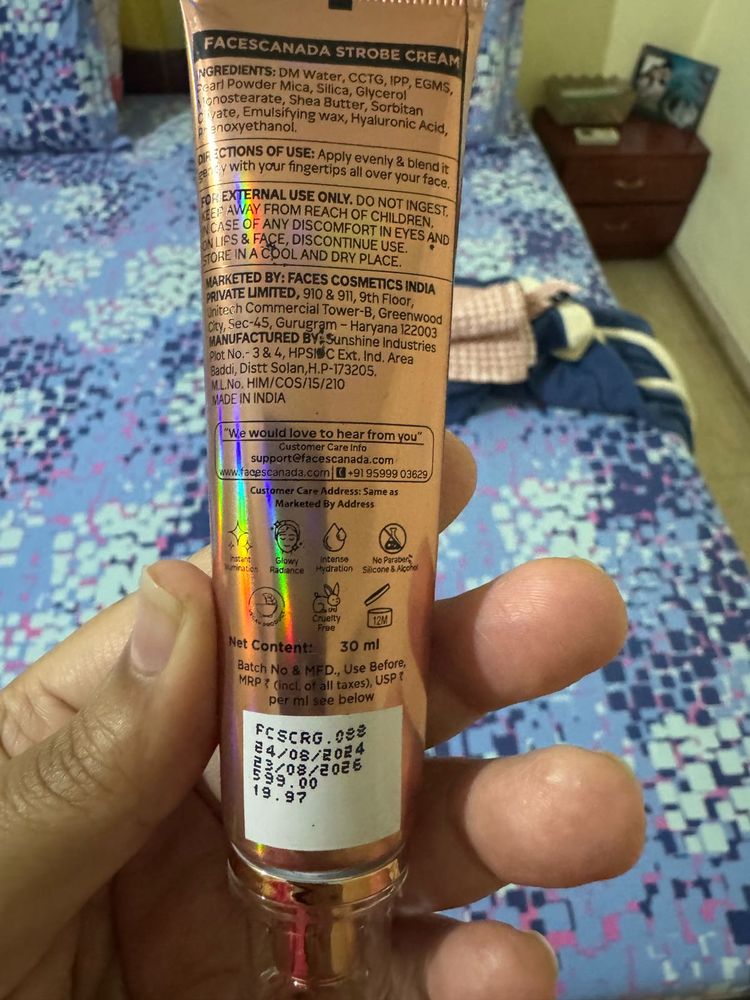 FACESCANADA STROBE CREAM
INGREDIENTS: DM Water, CCTG, IPP, EGMS,
Pearl Powder Mica, Silica, Glycerol
Monostearate, Shea Butter, Sorbitan
Emulsifying wax, Hyaluronic Acid,
Phenoxyethanol.
DIRECTIONS OF USE: Apply evenly & blend it
gently with your fingertips all over your face.
FOR EXTERNAL USE ONLY. DO NOT INGEST.
KEEP AWAY FROM REACH OF CHILDREN.
IN CASE OF ANY DISCOMFORT IN EYES AND
ON LIPS & FACE, DISCONTINUE USE.
STORE IN A COOL AND DRY PLACE.
MARKETED BY: FACES COSMETICS INDIA
PRIVATE LIMITED, 910 & 911, 9th Floor,
Unitech Commercial Tower-B, Greenwood
City, Sec-45, Gurugram – Haryana 122003
MANUFACTURED BY: Sunshine Industries
Plot No.- 3 & 4, HPSIDC Ext. Ind. Area
Baddi, Distt Solan,H.P-173205.
M.L.No. HIM/COS/15/210
MADE IN INDIA
"We would love to hear from you"
Customer Care Info
support@facescanada.com
www.facescanada.com | +91 95999 03629
Customer Care Address: Same as
Marketed By Address
Instant Illumination
Glowy Radiance
Intense Hydration
No Paraben, Silicone & Alcohol
VEGAN PRODUCT
Cruelty Free
12M
Net Content: 30 ml
Batch No & MFD., Use Before,
MRP ₹ (incl. of all taxes), USP ₹
per ml see below
FCSCRG.088
24/08/2024
23/08/2026
599.00
19.97